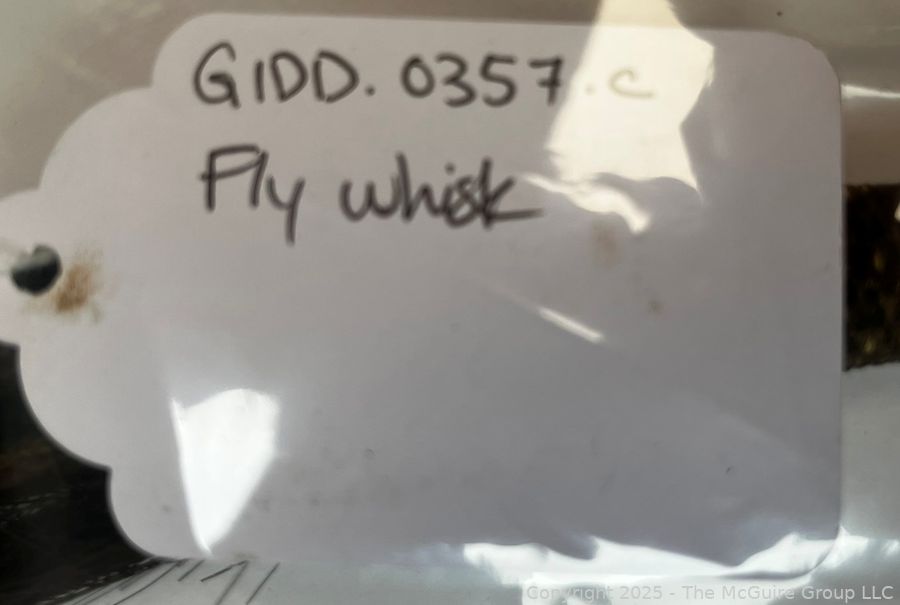 GIDD. 0357.c
Fly whisk
Copyright 2025 - The McGuire Group LLC